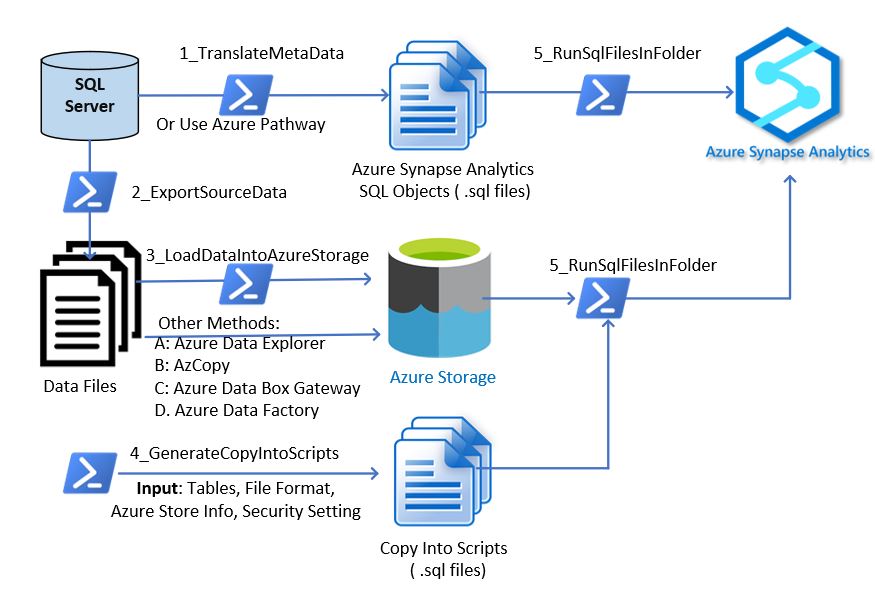 SQL
Server
1_TranslateMetaData
Or Use Azure Pathway
5_RunSqlFilesInFolder
Azure Synapse Analytics
Azure Synapse Analytics
SQL Objects ( .sql files)
2_ExportSourceData
3_LoadDataIntoAzureStorage
5_RunSqlFilesInFolder
Other Methods:
A: Azure Data Explorer
B: AzCopy
C: Azure Data Box Gateway
D. Azure Data Factory
Data Files
Azure Storage
4_GenerateCopyIntoScripts
Input: Tables, File Format,
Azure Store Info, Security Setting
Copy Into Scripts
( .sql files)